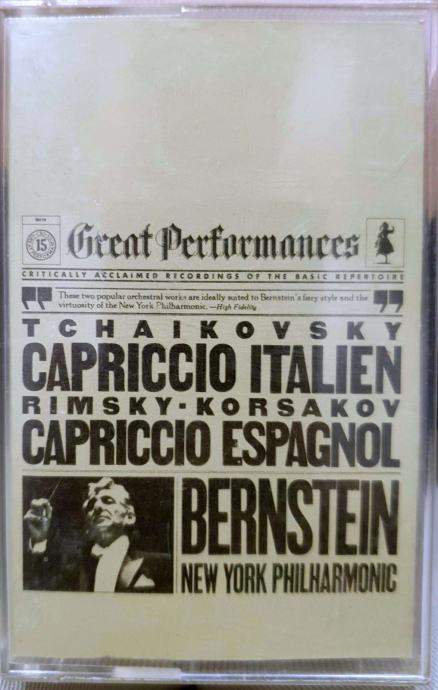 15
Great Performances
CRITICALLY ACCLAIMED RECORDINGS OF THE BASIC REPERTOIRE
"These two popular orchestral works are ideally suited to Bernstein's fiery style and the
virtuosity of the New York Philharmonic. —High Fidelity"
TCHAIKOVSKY
CAPRICCIO ITALIEN
RIMSKY-KORSAKOV
CAPRICCIO ESPAGNOL
BERNSTEIN
NEW YORK PHILHARMONIC